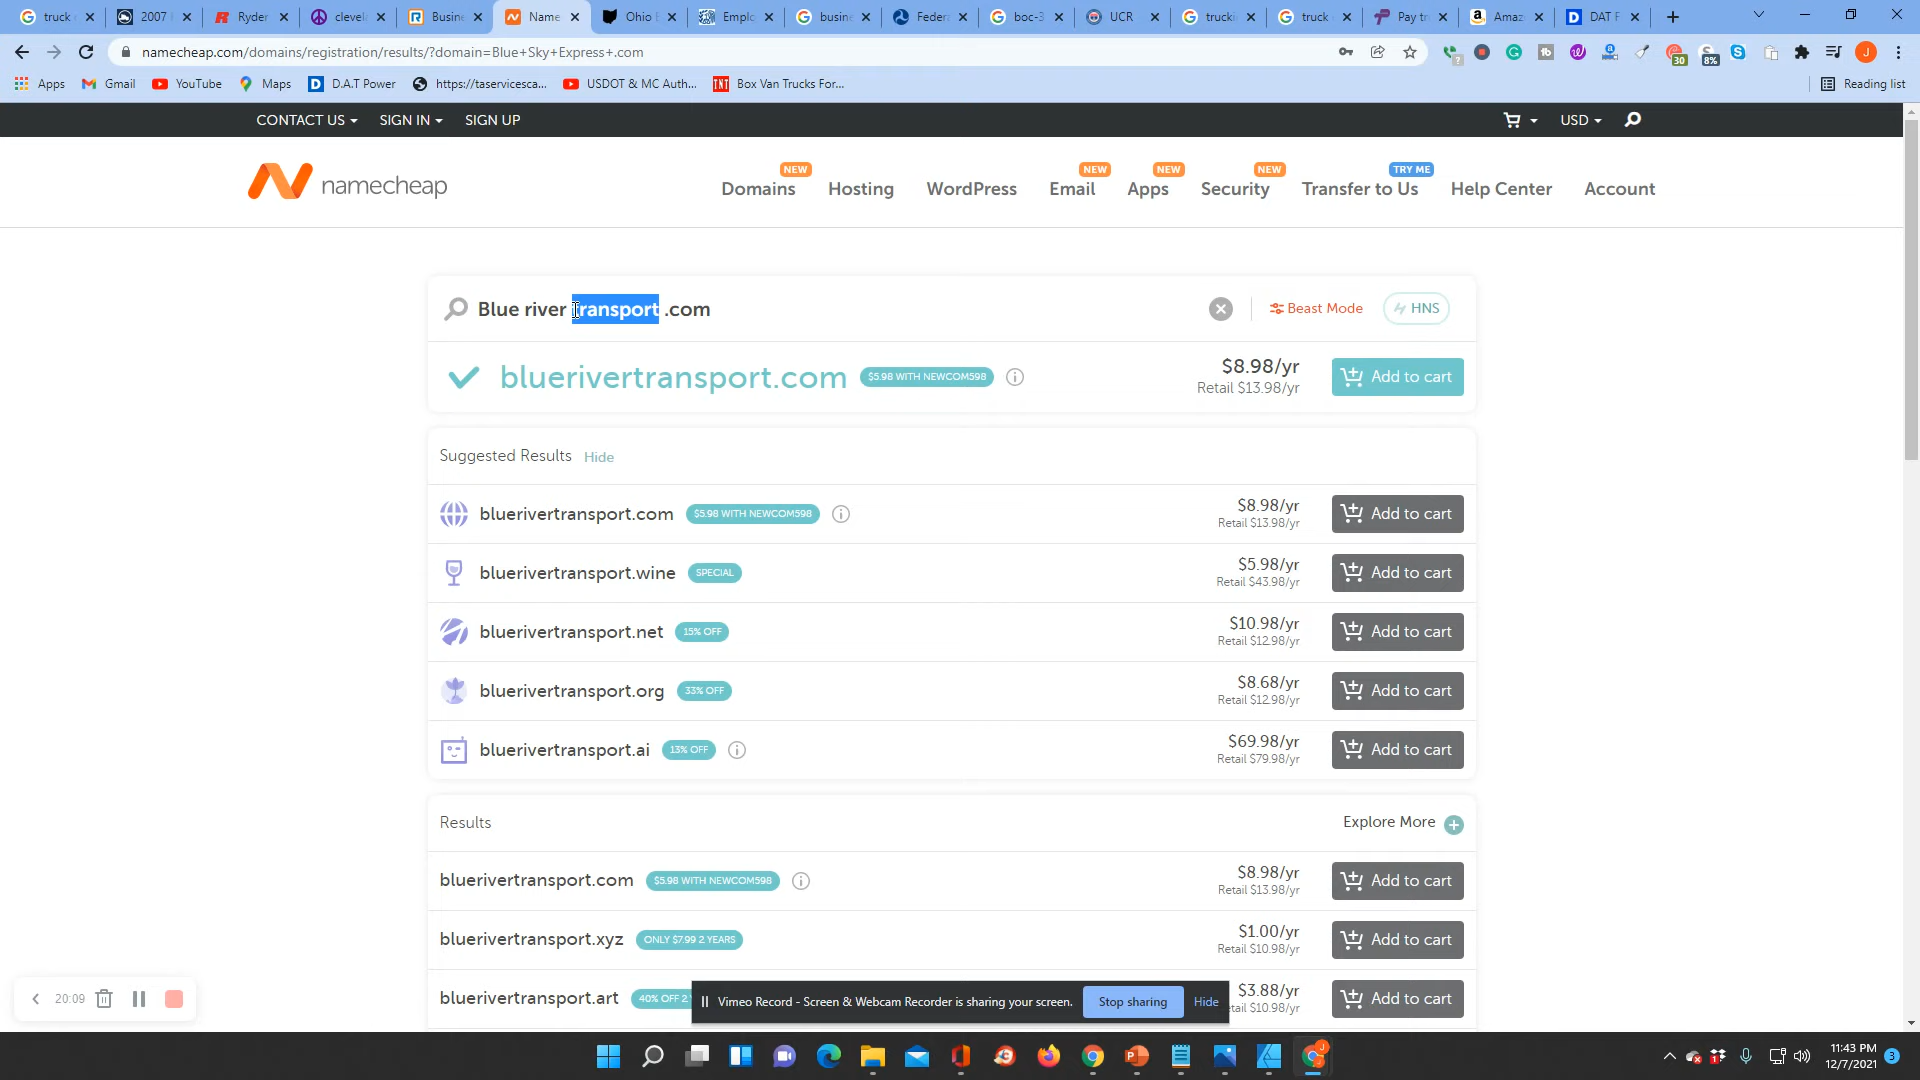 truck
2007
Ryder
clevel
Busine
Name
Ohio
Emplo
busine
Federa
boc-3
UCR
truckin
truck
Pay tr
Amaz
DAT F
namecheap.com/domains/registration/results/?domain=Blue+Sky+Express+.com
Apps
Gmail
YouTube
Maps
D.A.T Power
https://taservicesca...
USDOT & MC Auth...
Box Van Trucks For...
Reading list
CONTACT US
SIGN IN
SIGN UP
USD
namecheap
Domains NEW
Hosting
WordPress
Email NEW
Apps NEW
Security NEW
Transfer to Us TRY ME
Help Center
Account
Blue river transport .com
Beast Mode
HNS
bluerivertransport.com $5.98 WITH NEWCOM598
$8.98/yr
Retail $13.98/yr
Add to cart
Suggested Results Hide
bluerivertransport.com $5.98 WITH NEWCOM598
$8.98/yr
Retail $13.98/yr
Add to cart
bluerivertransport.wine SPECIAL
$5.98/yr
Retail $43.98/yr
Add to cart
bluerivertransport.net 15% OFF
$10.98/yr
Retail $12.98/yr
Add to cart
bluerivertransport.org 33% OFF
$8.68/yr
Retail $12.98/yr
Add to cart
bluerivertransport.ai 13% OFF
$69.98/yr
Retail $79.98/yr
Add to cart
Results
Explore More
bluerivertransport.com $5.98 WITH NEWCOM598
$8.98/yr
Retail $13.98/yr
Add to cart
bluerivertransport.xyz ONLY $7.99 2 YEARS
$1.00/yr
Retail $10.98/yr
Add to cart
bluerivertransport.art 40% OFF 2
$3.88/yr
tail $10.98/yr
Add to cart
20:09
Vimeo Record - Screen & Webcam Recorder is sharing your screen.
Stop sharing
Hide
11:43 PM
12/7/2021
3